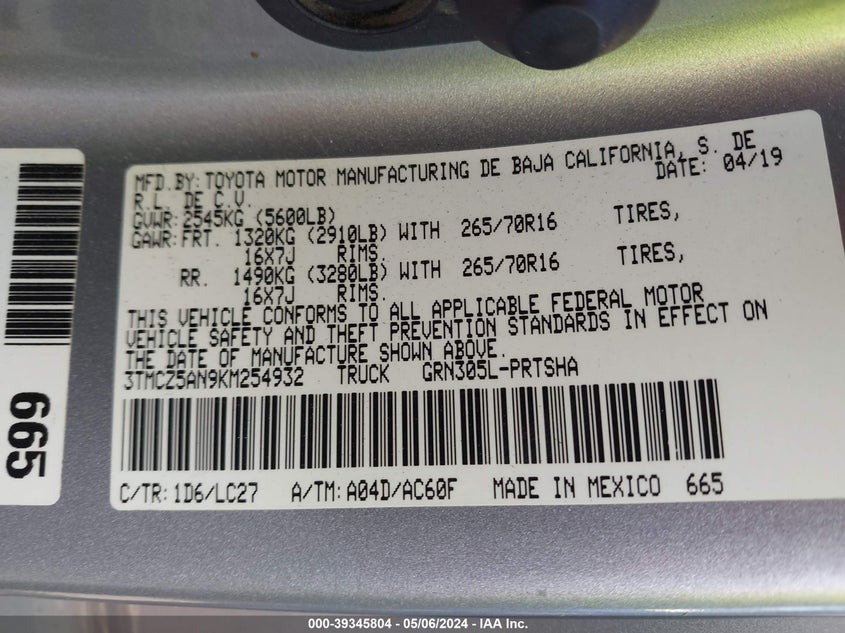 MFD.BY:TOYOTA MOTOR MANUFACTURING DE BAJA CALIFORNIA, S. DE
R.L. DE C.V. DATE: 04/19
GVWR:2545KG (5600LB)
GAWR:FRT. 1320KG (2910LB) WITH 265/70R16 TIRES,
16X7J RIMS.
RR. 1490KG (3280LB) WITH 265/70R16 TIRES,
16X7J RIMS.
THIS VEHICLE CONFORMS TO ALL APPLICABLE FEDERAL MOTOR
VEHICLE SAFETY AND THEFT PREVENTION STANDARDS IN EFFECT ON
THE DATE OF MANUFACTURE SHOWN ABOVE.
3TMCZ5AN9KM254932 TRUCK GRN305L-PRTSHA
C/TR:1D6/LC27 A/TM:A04D/AC60F MADE IN MEXICO 665
665
000-39345804 - 05/06/2024 - IAA Inc.